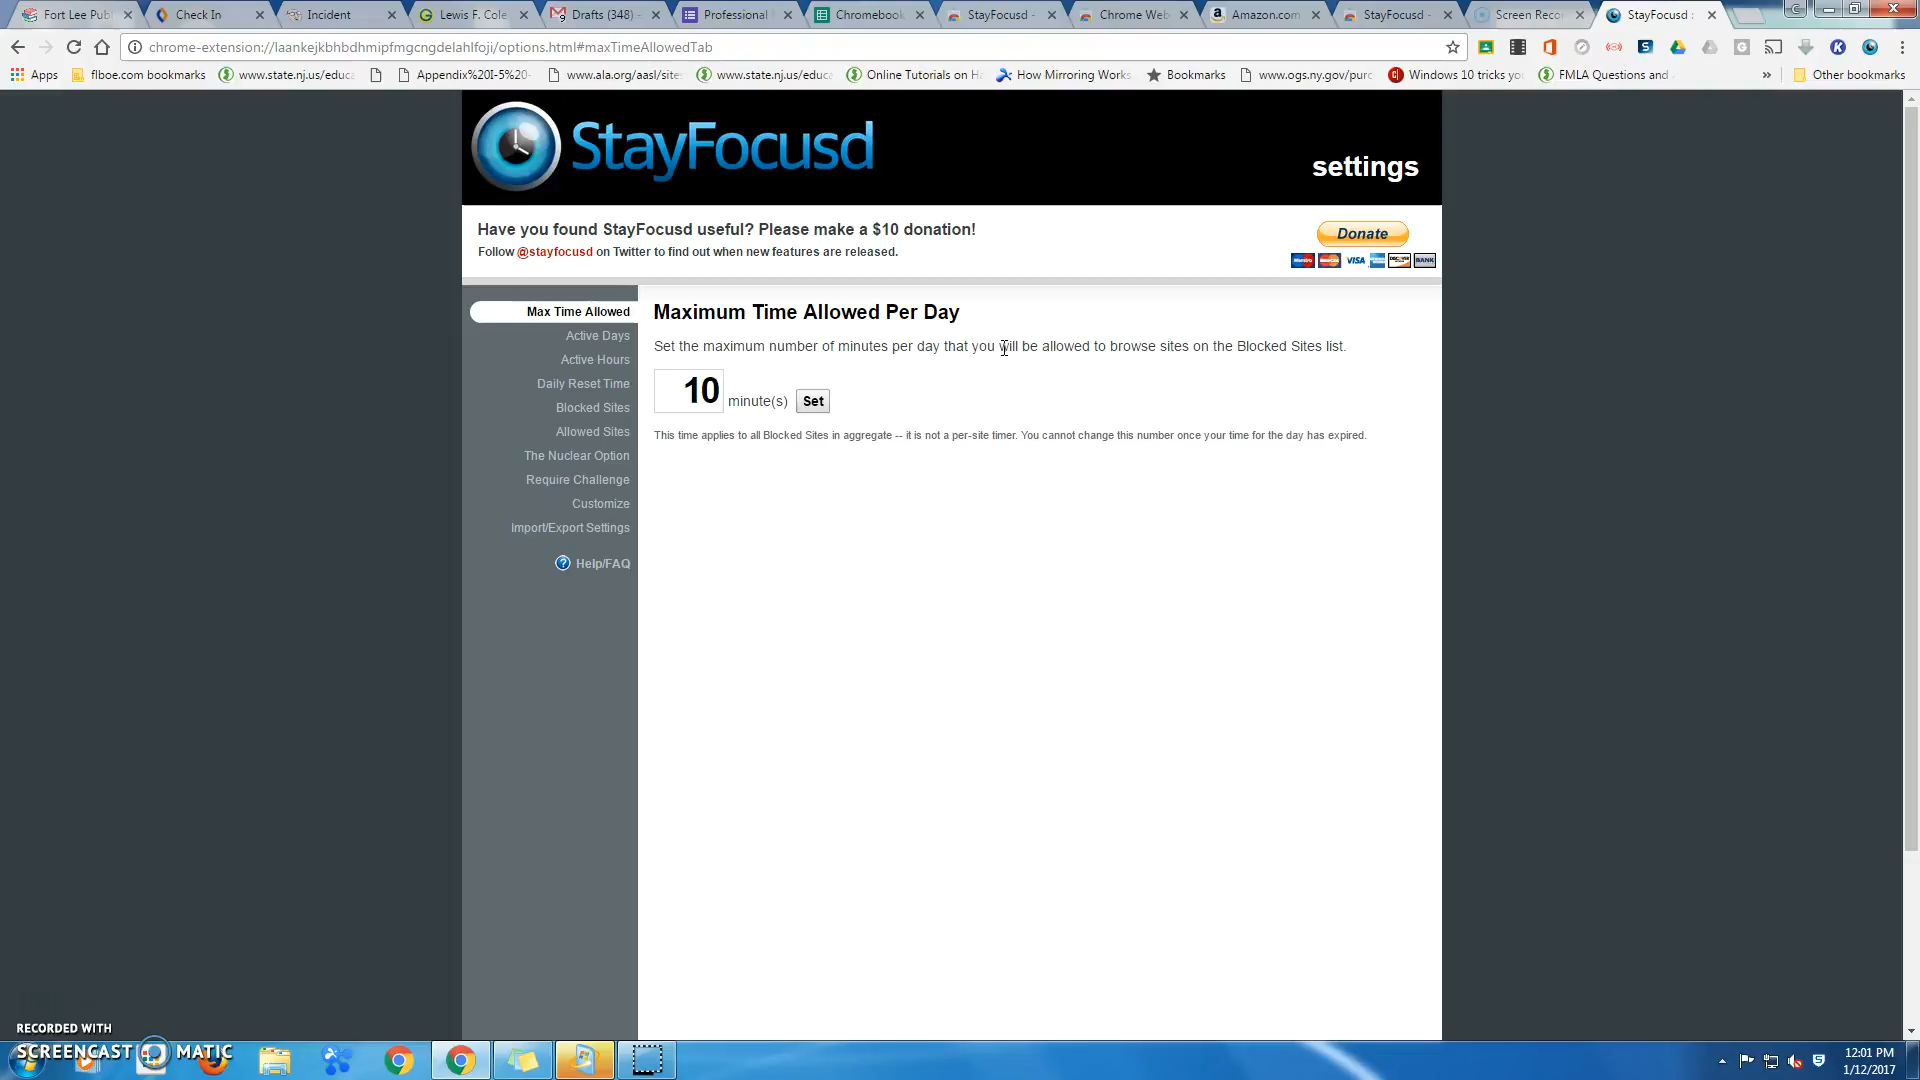 Fort Lee Pub
Check In
Incident
Lewis F. Cole
Drafts (348) -
Professional
Chromebook
StayFocusd -
Chrome Web
Amazon.com
StayFocusd -
Screen Reco
StayFocusd :
chrome-extension://laankejkbhbdhmipfmgcngdelahlfoji/options.html#maxTimeAllowedTab
Apps
flboe.com bookmarks
www.state.nj.us/educa
Appendix%20I-5%20-
www.ala.org/aasl/site
www.state.nj.us/educa
Online Tutorials on H
How Mirroring Works
Bookmarks
www.ogs.ny.gov/purc
Windows 10 tricks yo
FMLA Questions and
Other bookmarks
StayFocusd
settings
Have you found StayFocusd useful? Please make a $10 donation!
Follow @stayfocusd on Twitter to find out when new features are released.
Donate
VISA
BANK
Max Time Allowed
Active Days
Active Hours
Daily Reset Time
Blocked Sites
Allowed Sites
The Nuclear Option
Require Challenge
Customize
Import/Export Settings
? Help/FAQ
Maximum Time Allowed Per Day
Set the maximum number of minutes per day that you will be allowed to browse sites on the Blocked Sites list.
10 minute(s) Set
This time applies to all Blocked Sites in aggregate -- it is not a per-site timer. You cannot change this number once your time for the day has expired.
RECORDED WITH
SCREENCAST MATIC
12:01 PM
1/12/2017